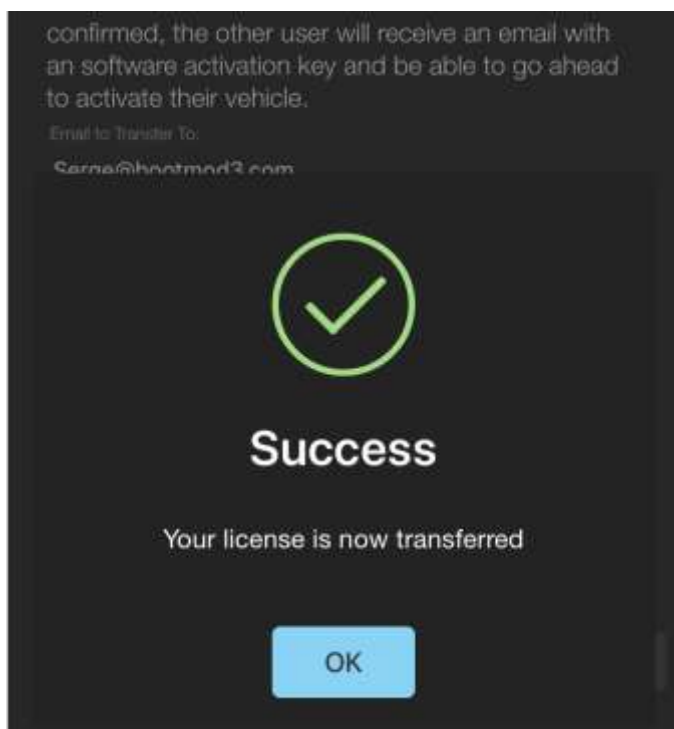 confirmed, the other user will receive an email with
an software activation key and be able to go ahead
to activate their vehicle.
Email to Transfer To:
Serge@bootmod3.com
Success
Your license is now transferred
OK